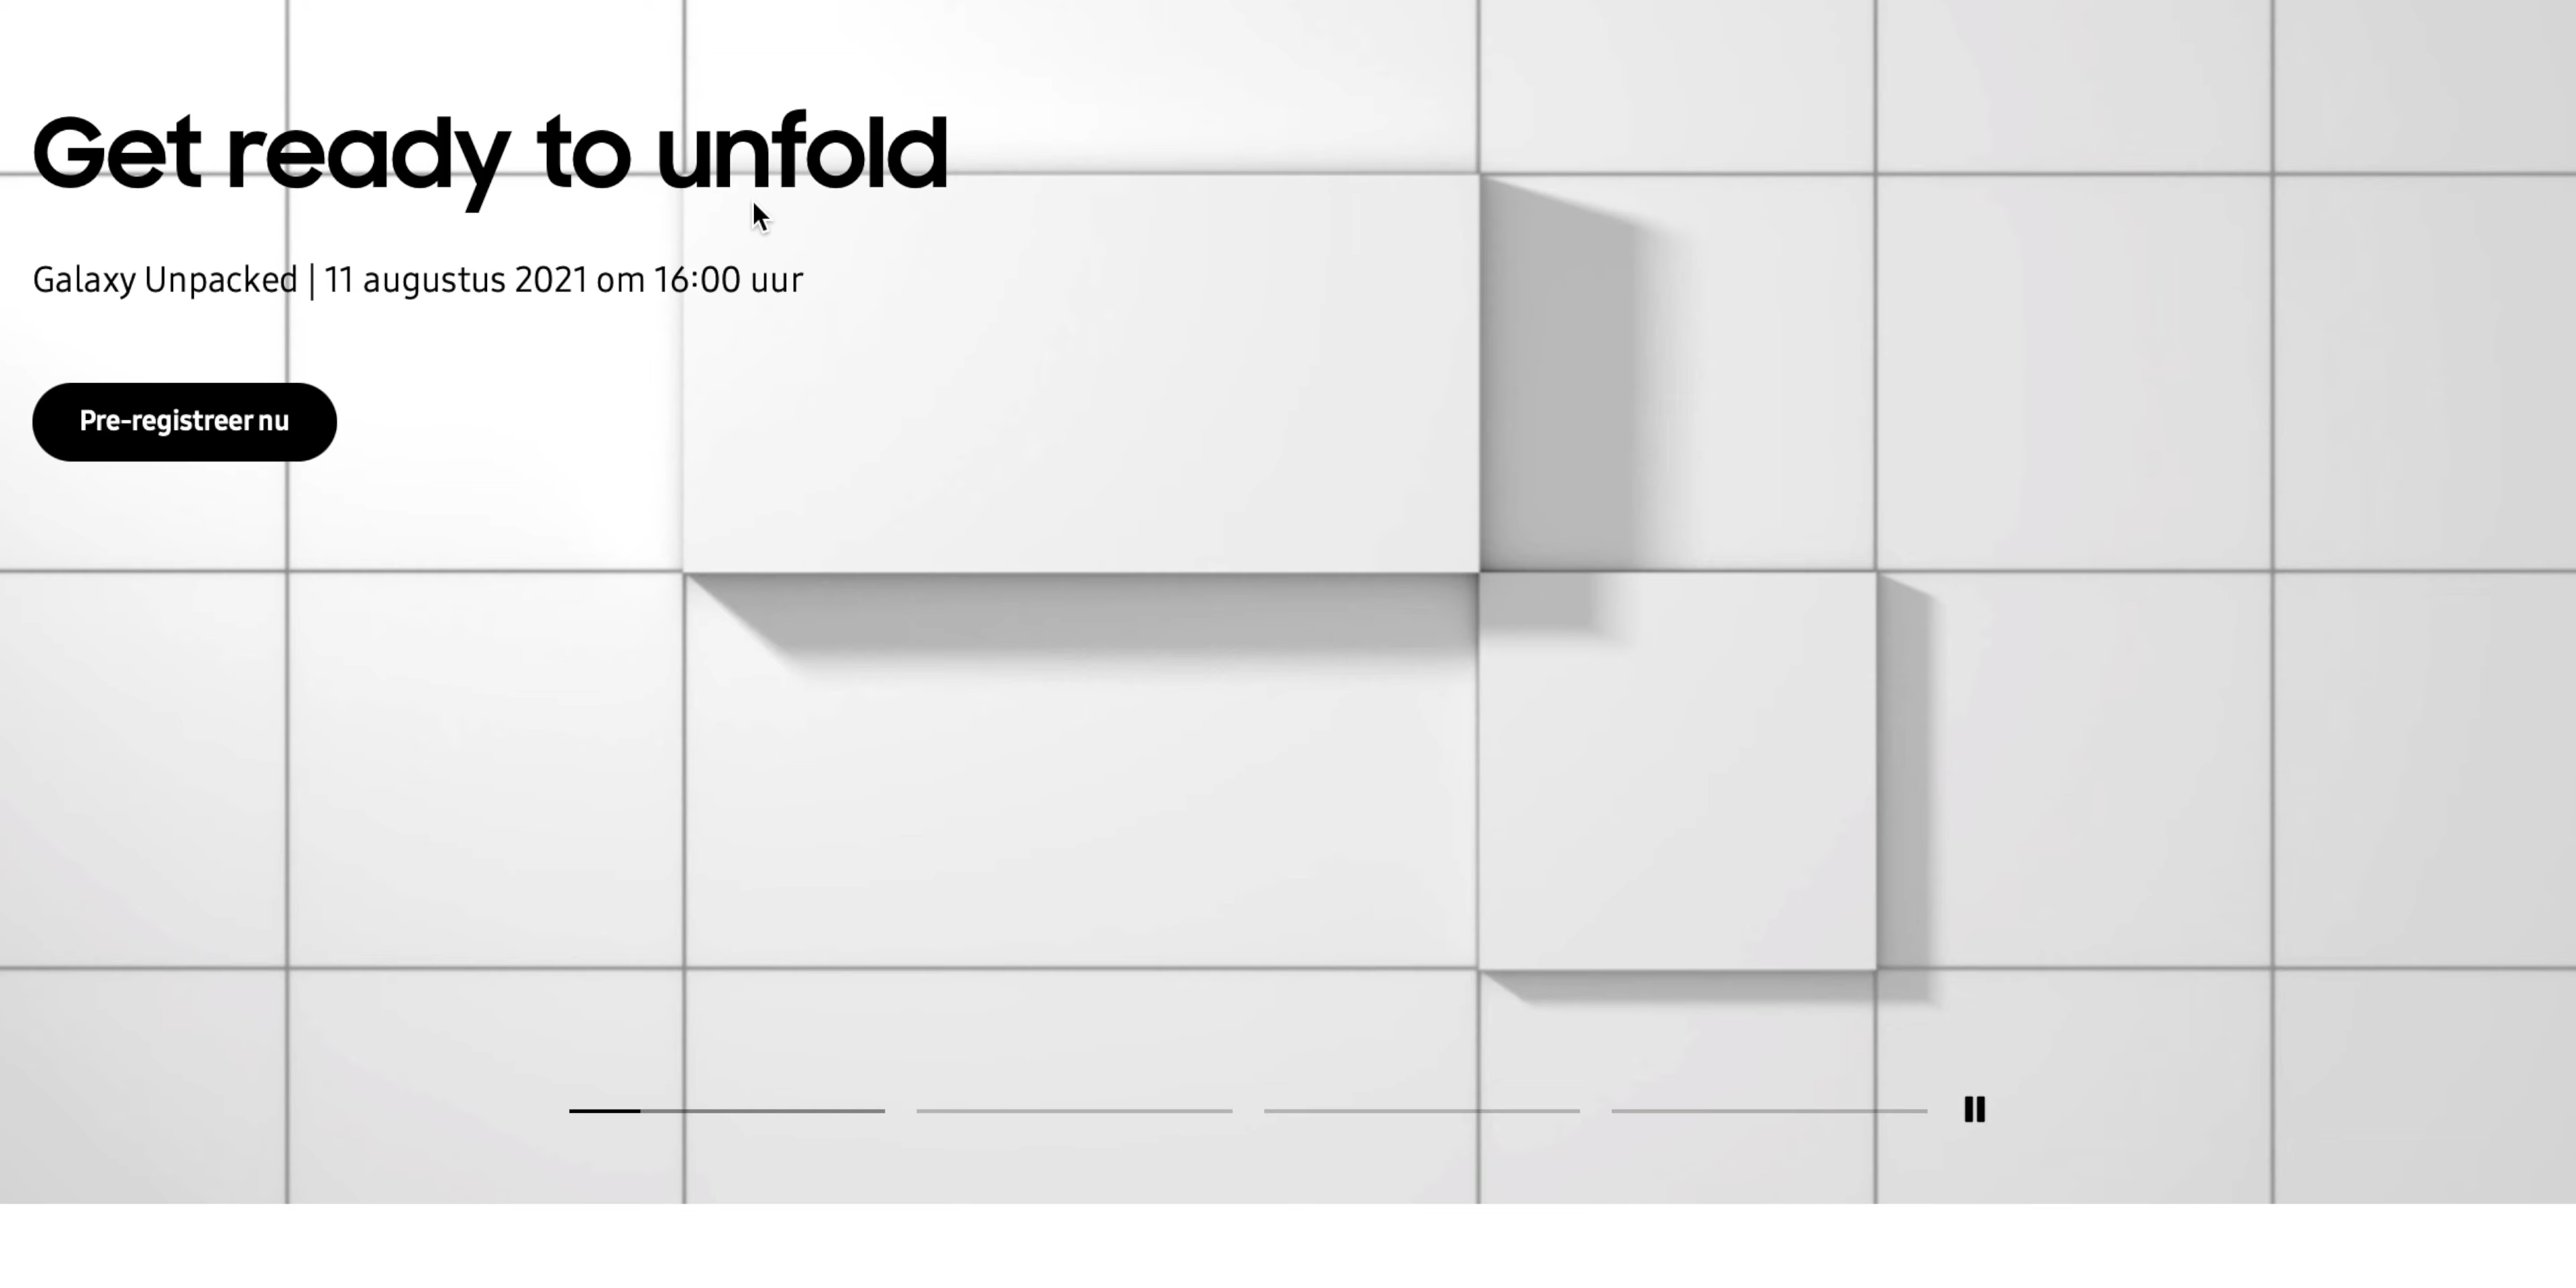 Get ready to unfold
Galaxy Unpacked | 11 augustus 2021 om 16:00 uur
Pre-registreer nu